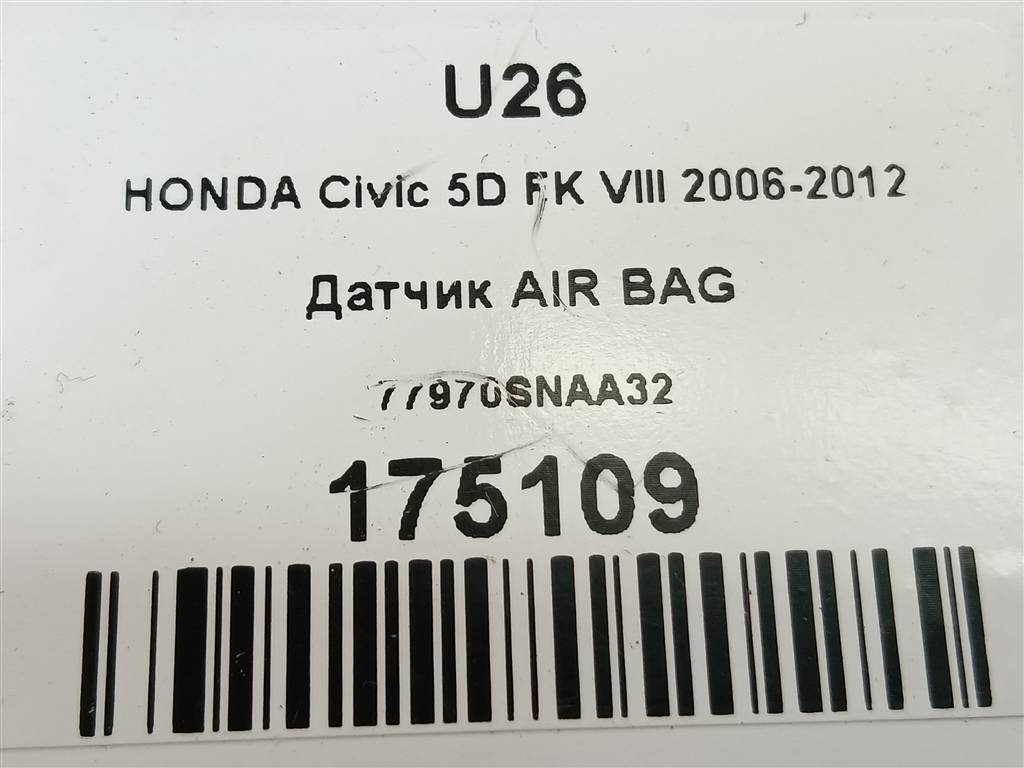 U26
HONDA Civic 5D FK VIII 2006-2012
Датчик AIR BAG
77970SNAA32
175109